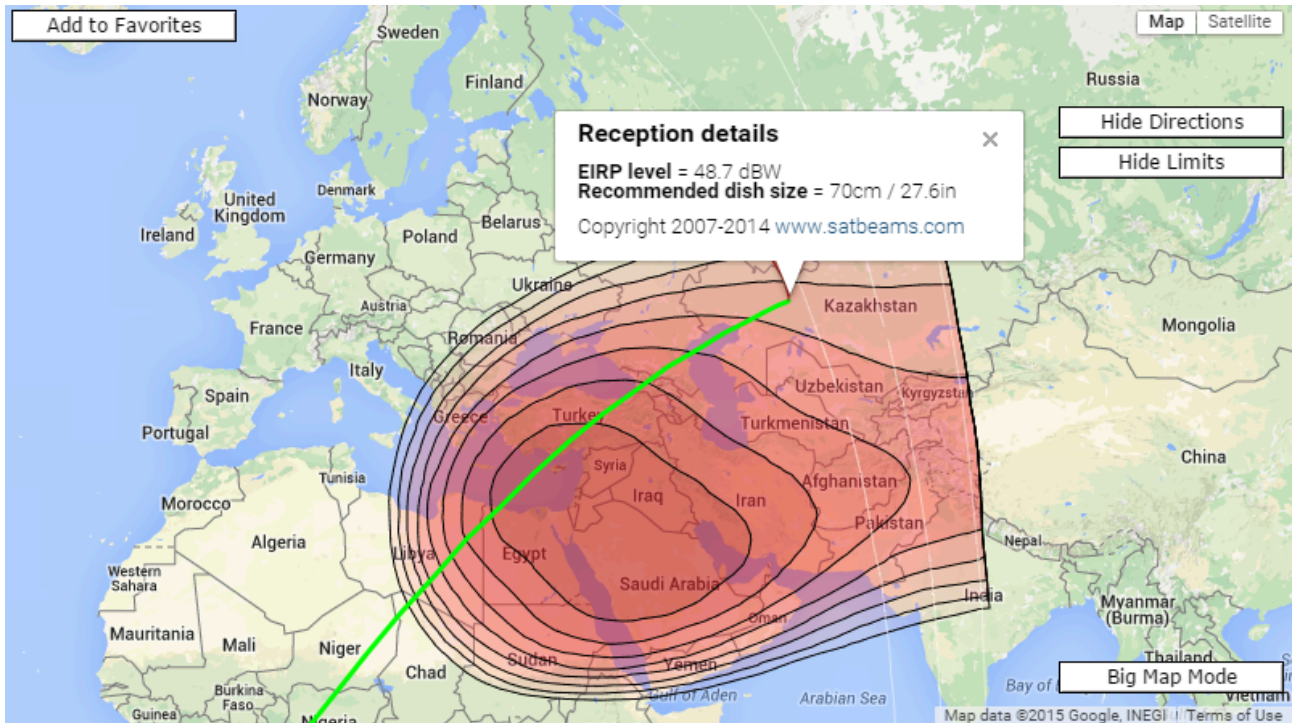 Add to Favorites
Map Satellite
Sweden
Finland
Russia
Norway
Reception details
×
EIRP level = 48.7 dBW
Recommended dish size = 70cm / 27.6in
Copyright 2007-2014 www.satbeams.com
Hide Directions
Hide Limits
Denmark
United
Kingdom
Ireland
Belarus
Poland
Germany
Ukraine
Austria
Kazakhstan
France
Mongolia
Romania
Italy
Uzbekistan
Spain
Kyrgyzstan
Greece
Turkey
Turkmenistan
Portugal
China
Syria
Tunisia
Afghanistan
Iraq
Iran
Morocco
Pakistan
Algeria
Libya
Egypt
Nepal
Western
Sahara
Saudi Arabia
India
Myanmar
(Burma)
Oman
Mauritania
Mali
Niger
Thailand
Sudan
Yemen
Chad
Big Map Mode
Bay of
Burkina
Faso
Gulf of Aden
Arabian Sea
Vietnam
Guinea
Nigeria
Map data ©2015 Google, INEGI Terms of Use